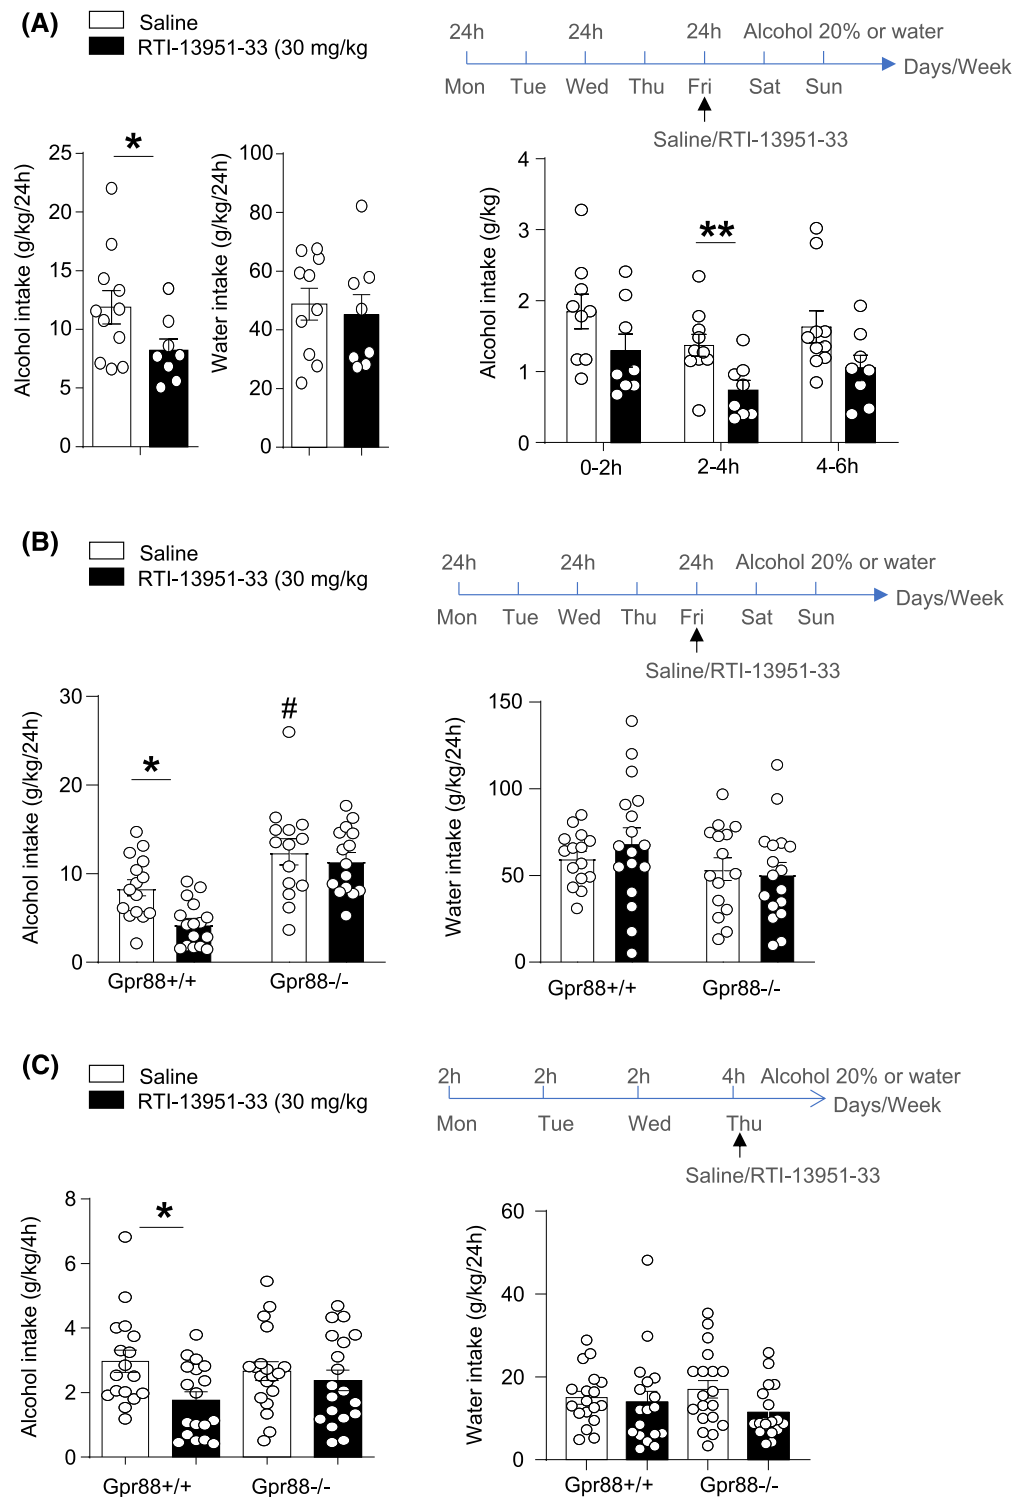 (A)
Saline
RTI-13951-33 (30 mg/kg
24h 24h 24h Alcohol 20% or water
Days/Week
Mon Tue Wed Thu Fri Sat Sun
Saline/RTI-13951-33
Alcohol intake (g/kg/24h)
25
20
15
10
5
0
*
Water intake (g/kg/24h)
100
80
60
40
20
0
Alcohol intake (g/kg)
4
3
2
1
0
**
0-2h 2-4h 4-6h
(B)
Saline
RTI-13951-33 (30 mg/kg
24h 24h 24h Alcohol 20% or water
Days/Week
Mon Tue Wed Thu Fri Sat Sun
Saline/RTI-13951-33
Alcohol intake (g/kg/24h)
30
20
10
0
* #
Gpr88+/+ Gpr88-/-
Water intake (g/kg/24h)
150
100
50
0
Gpr88+/+ Gpr88-/-
(C)
Saline
RTI-13951-33 (30 mg/kg
2h 2h 2h 4h Alcohol 20% or water
Days/Week
Mon Tue Wed Thu
Saline/RTI-13951-33
Alcohol intake (g/kg/4h)
8
6
4
2
0
*
Gpr88+/+ Gpr88-/-
Water intake (g/kg/24h)
60
40
20
0
Gpr88+/+ Gpr88-/-